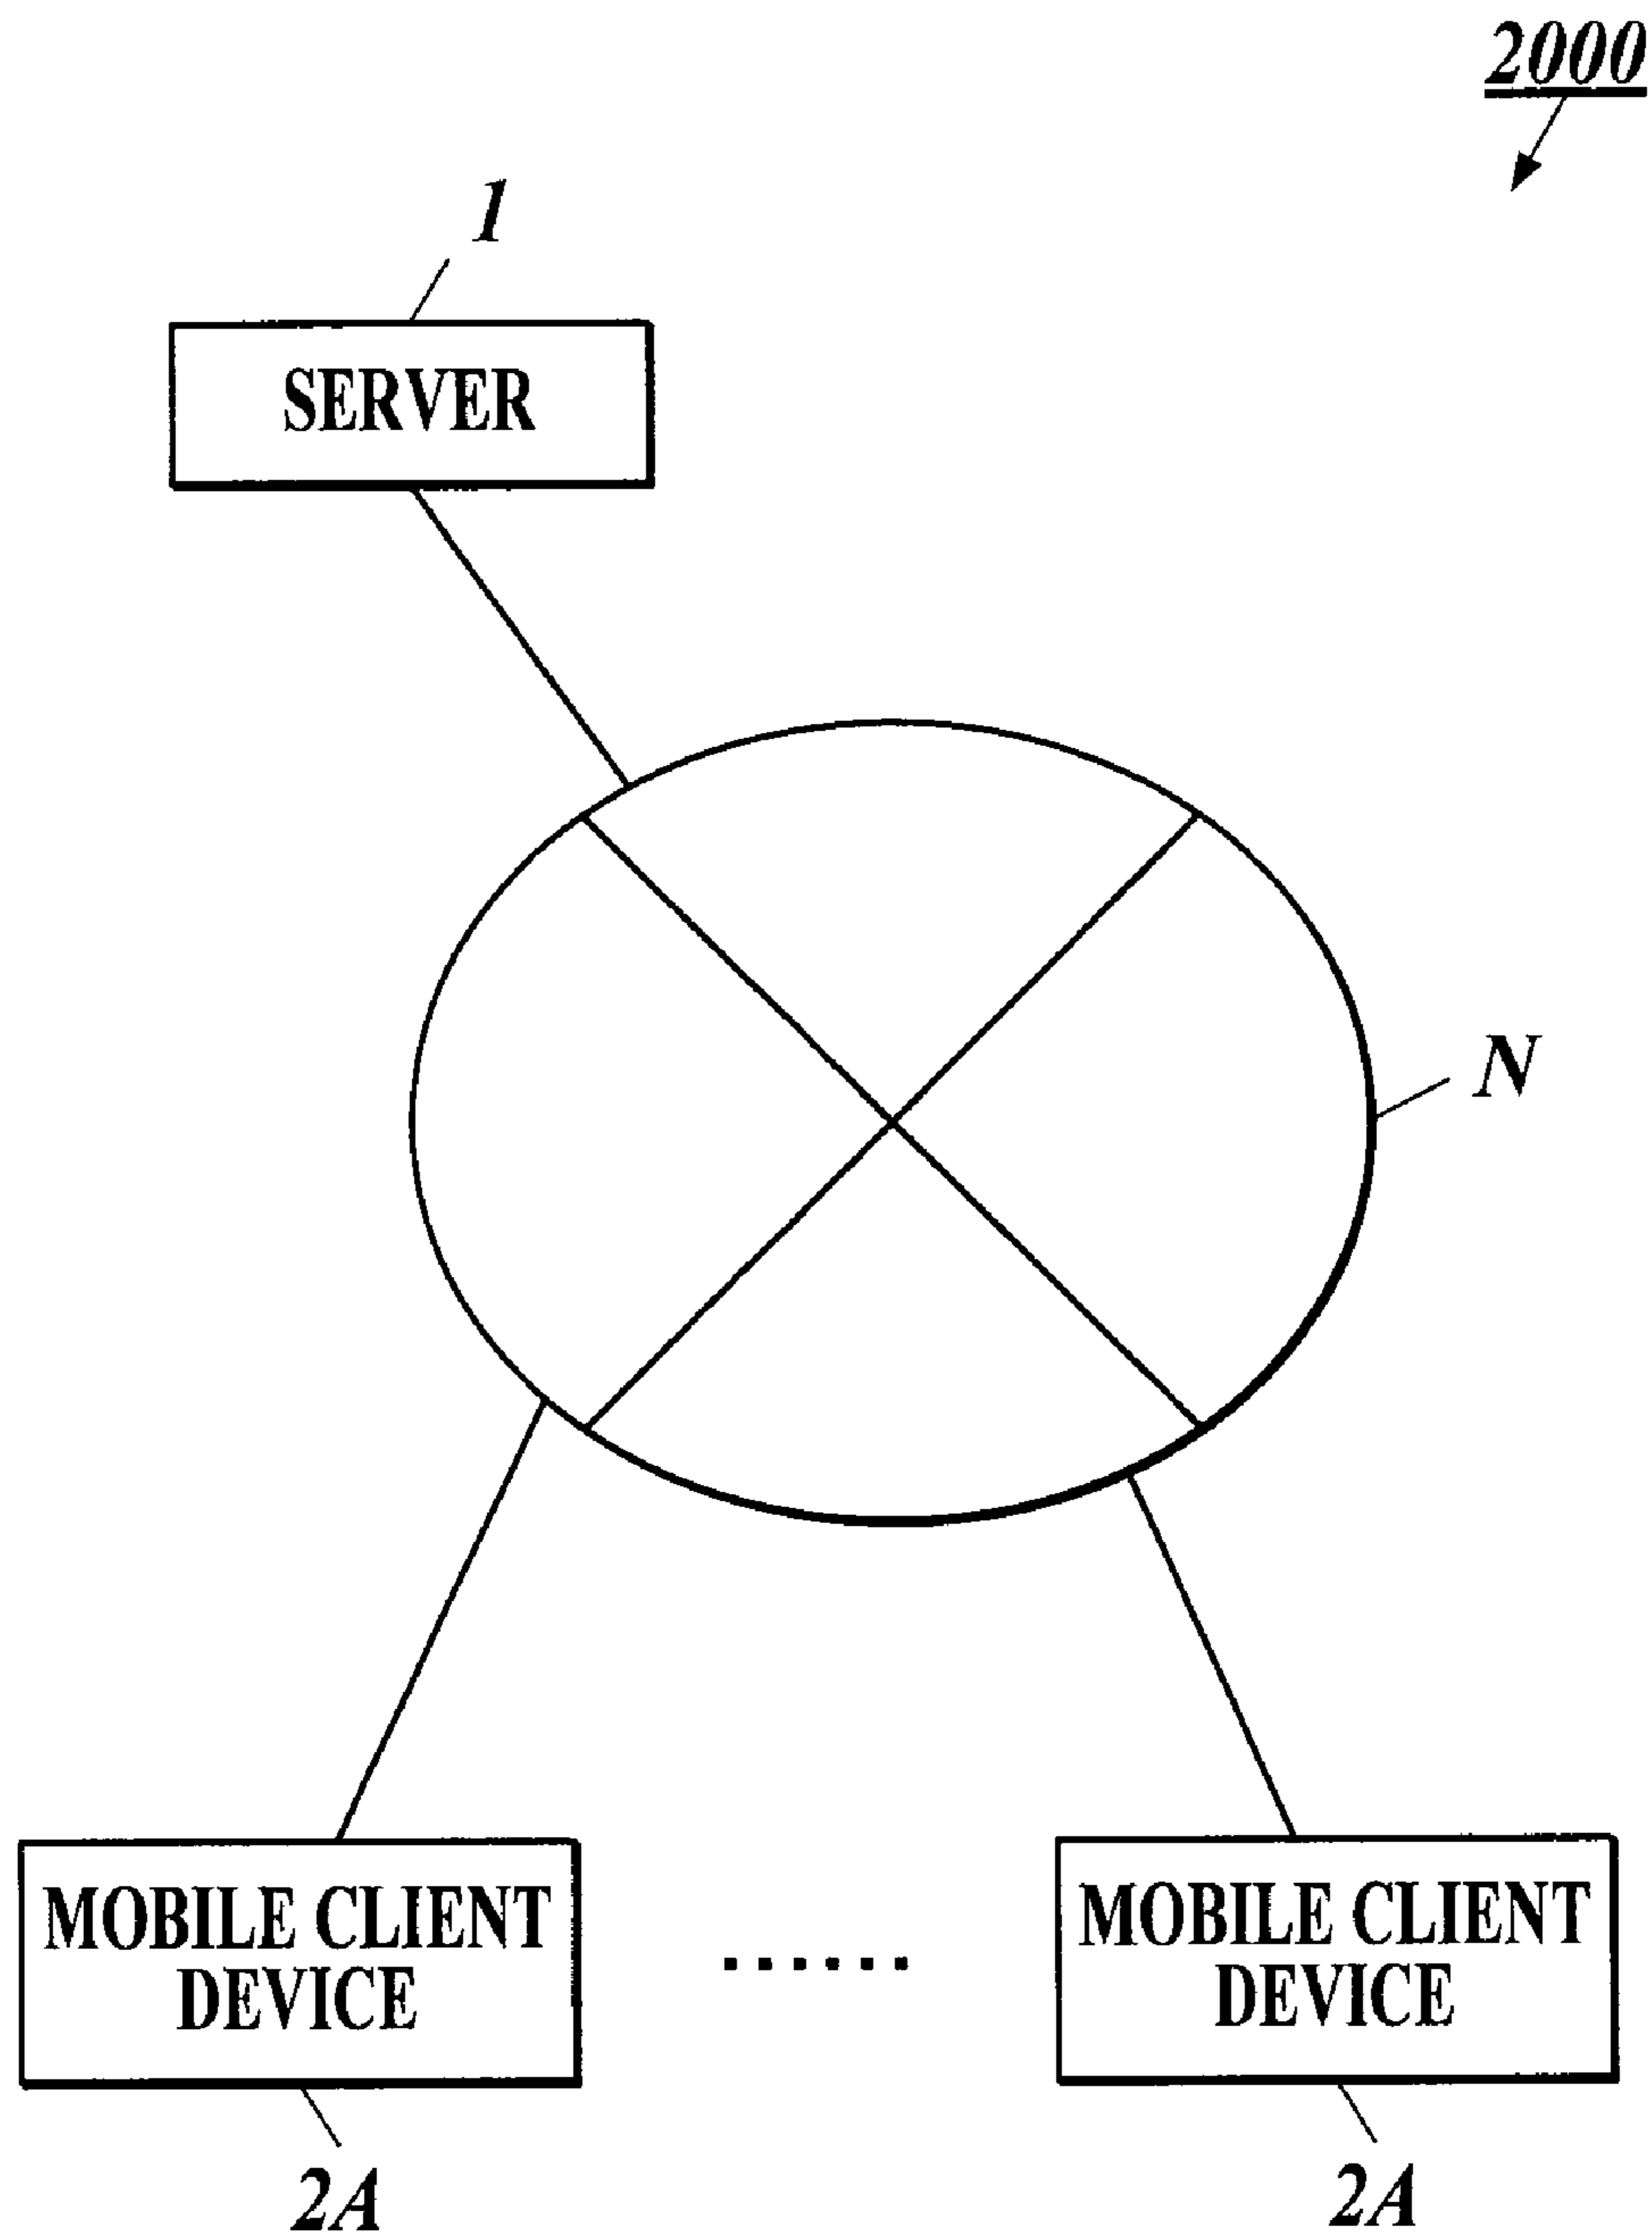 2000
1
SERVER
N
MOBILE CLIENT
DEVICE
MOBILE CLIENT
DEVICE
2A
2A